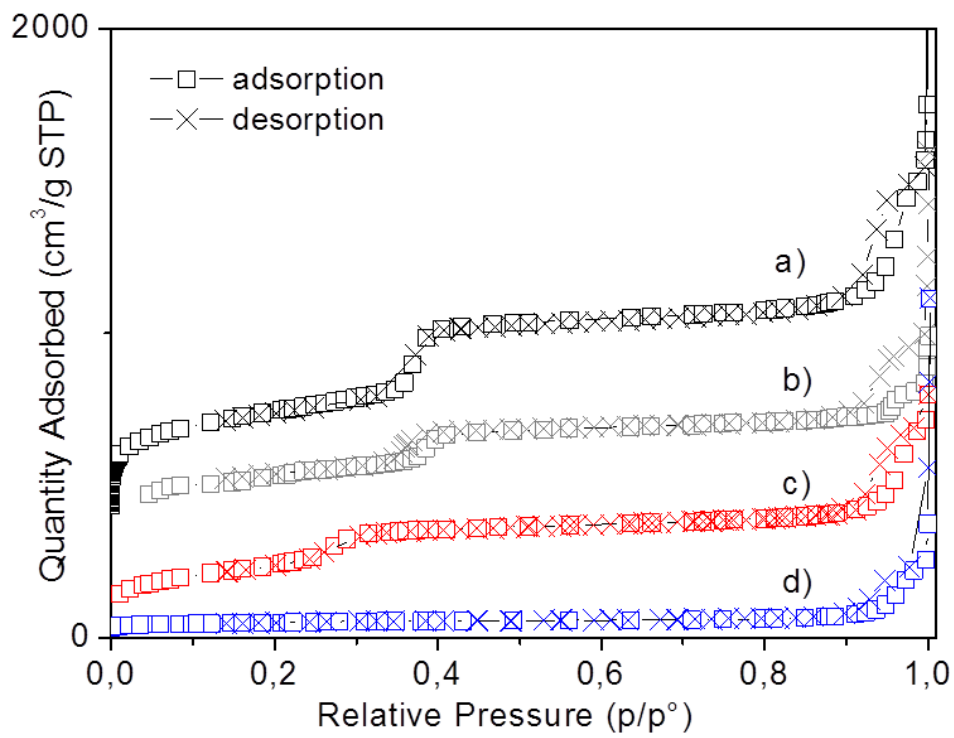 2000
adsorption
desorption
a)
b)
c)
d)
Quantity Adsorbed (cm³/g STP)
0
0,0 0,2 0,4 0,6 0,8 1,0
Relative Pressure (p/p°)